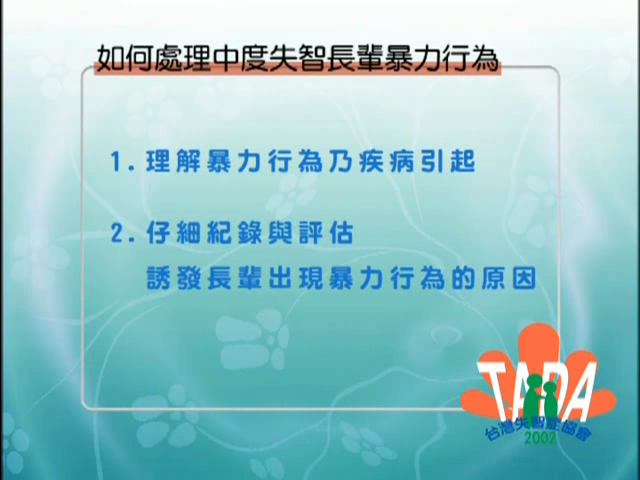 如何處理中度失智長輩暴力行為
1. 理解暴力行為乃疾病引起
2. 仔細紀錄與評估
誘發長輩出現暴力行為的原因
TADA
台灣失智症協會
2002